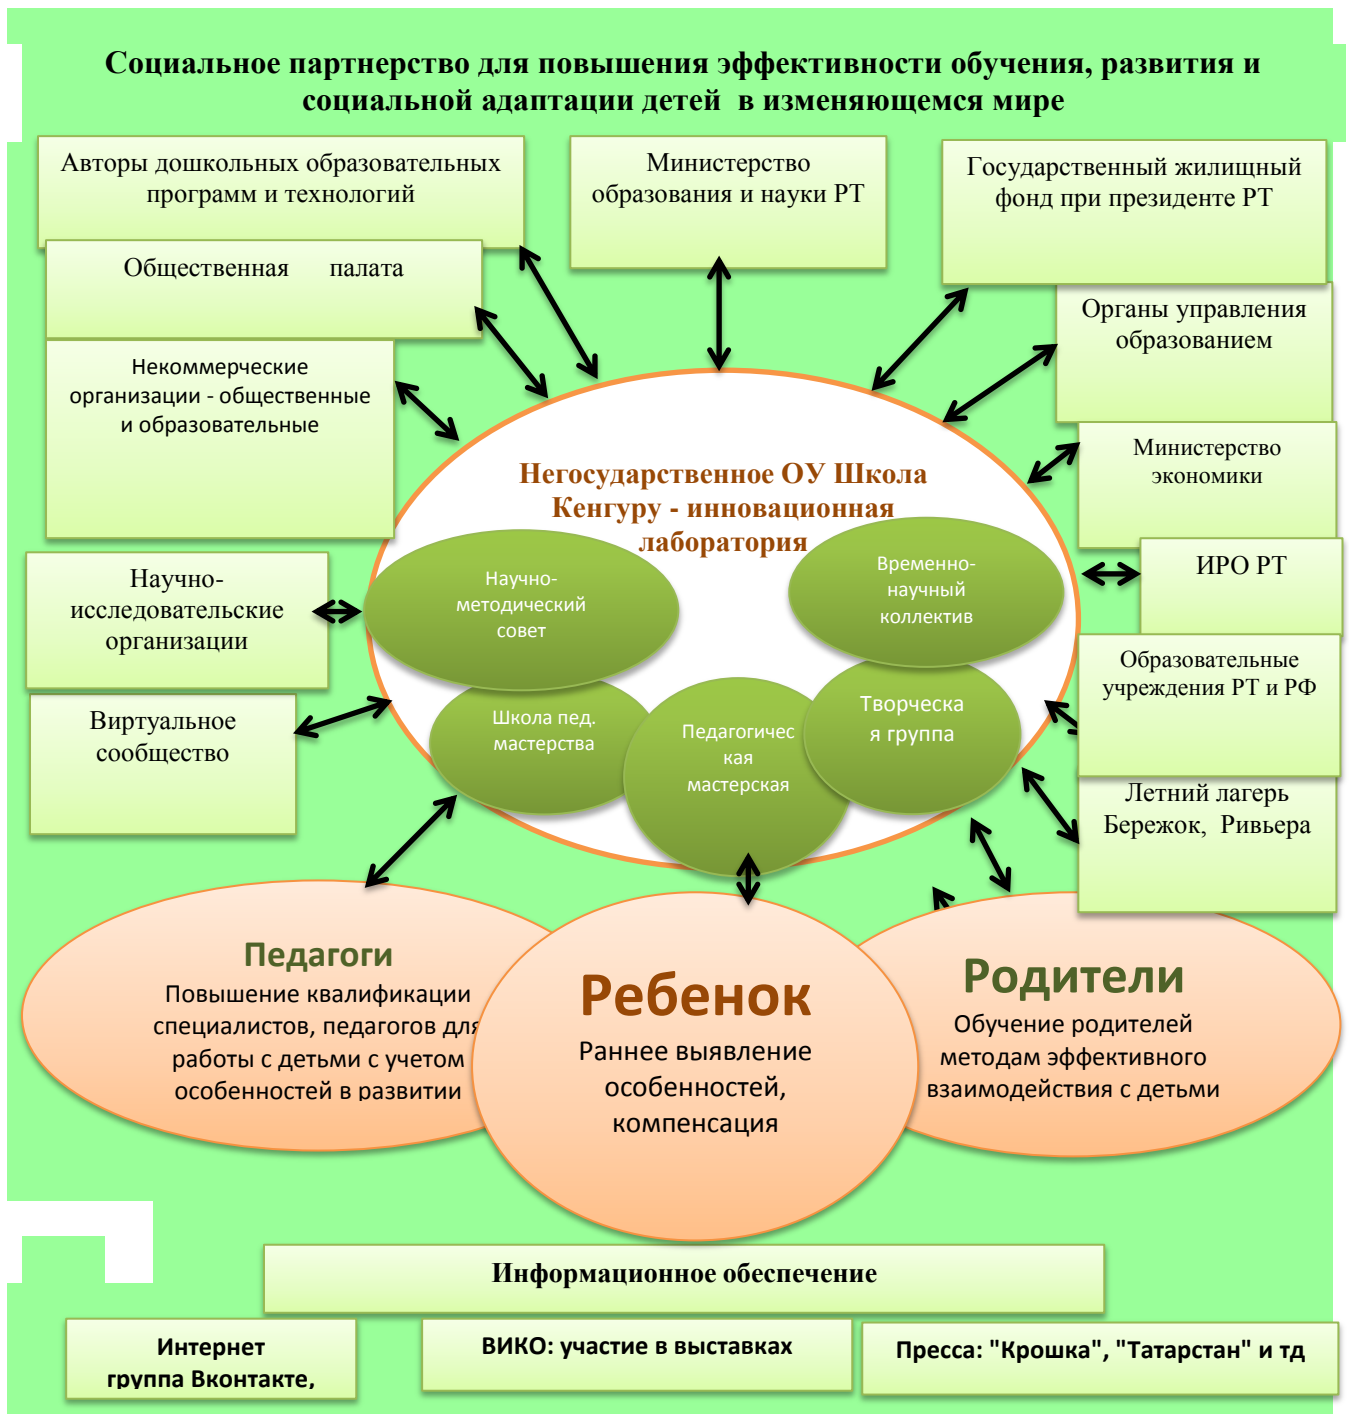 Социальное партнерство для повышения эффективности обучения, развития и
социальной адаптации детей в изменяющемся мире
Авторы дошкольных образовательных
программ и технологий
Министерство
образования и науки РТ
Государственный жилищный
фонд при президенте РТ
Общественная палата
Органы управления
образованием
Некоммерческие
организации - общественные
и образовательные
Министерство
экономики
Негосударственное ОУ Школа
Кенгуру - инновационная
лаборатория
Научно-
методический
совет
Временно-
научный
коллектив
ИРО РТ
Научно-
исследовательские
организации
Образовательные
учреждения РТ и РФ
Виртуальное
сообщество
Школа пед.
мастерства
Педагогичес
кая
мастерская
Творческа
я группа
Летний лагерь
Бережок, Ривьера
Педагоги
Повышение квалификации
специалистов, педагогов для
работы с детьми с учетом
особенностей в развитии
Ребенок
Раннее выявление
особенностей,
компенсация
Родители
Обучение родителей
методам эффективного
взаимодействия с детьми
Информационное обеспечение
Интернет
группа Вконтакте,
ВИКО: участие в выставках
Пресса: "Крошка", "Татарстан" и тд